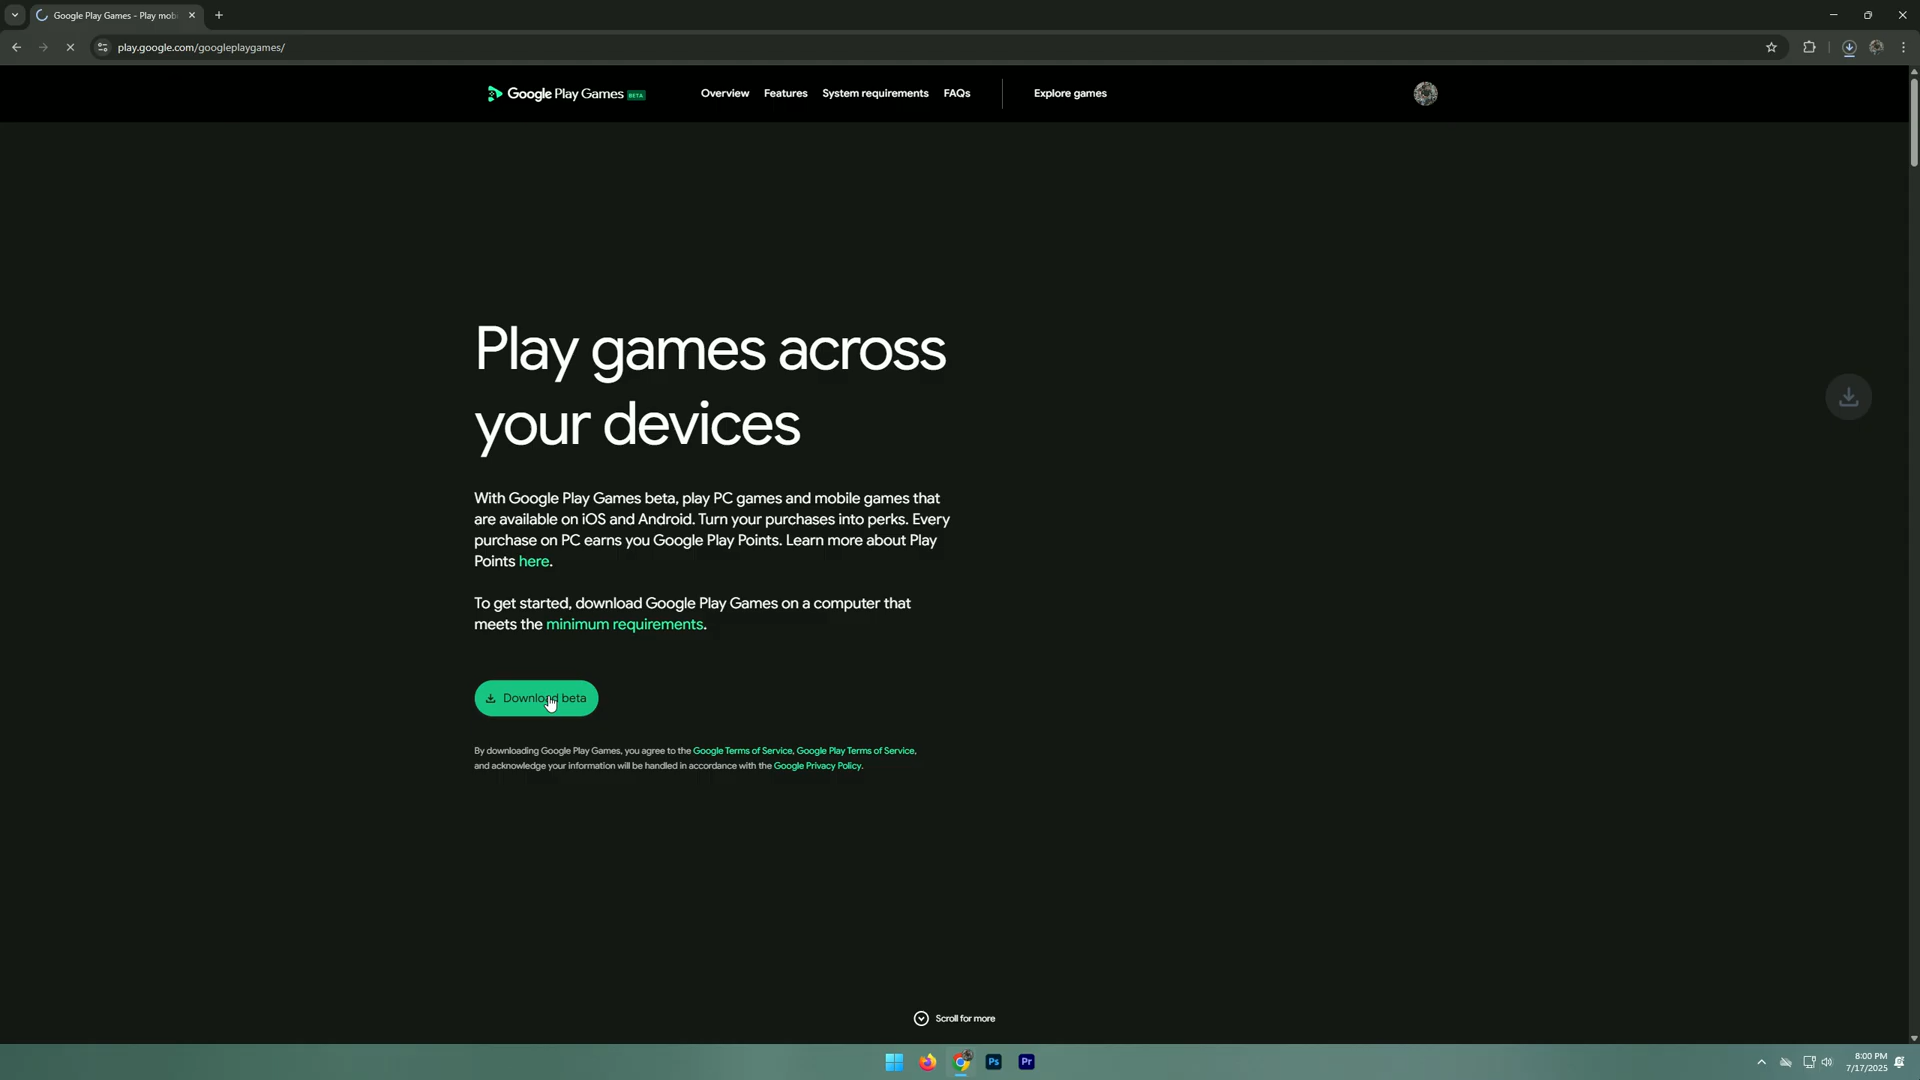 Google Play Games - Play mob
play.google.com/googleplaygames/
Google Play Games BETA
Overview
Features
System requirements
FAQs
Explore games
Play games across
your devices
With Google Play Games beta, play PC games and mobile games that
are available on iOS and Android. Turn your purchases into perks. Every
purchase on PC earns you Google Play Points. Learn more about Play
Points here.
To get started, download Google Play Games on a computer that
meets the minimum requirements.
Download beta
By downloading Google Play Games, you agree to the Google Terms of Service, Google Play Terms of Service,
and acknowledge your information will be handled in accordance with the Google Privacy Policy.
Scroll for more
Ps
Pr
8:00 PM
7/17/2025